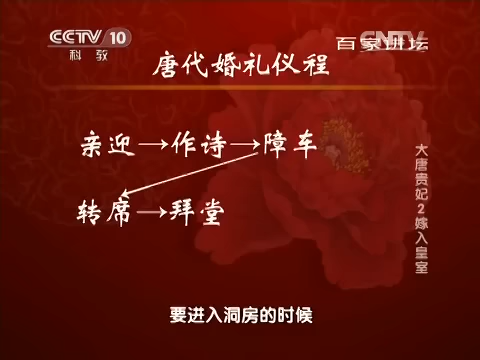 CCTV 10
科教
百家讲坛
CNTV
唐代婚礼仪程
亲迎→作诗→障车
转席→拜堂
大唐贵妃2嫁入皇室
要进入洞房的时候